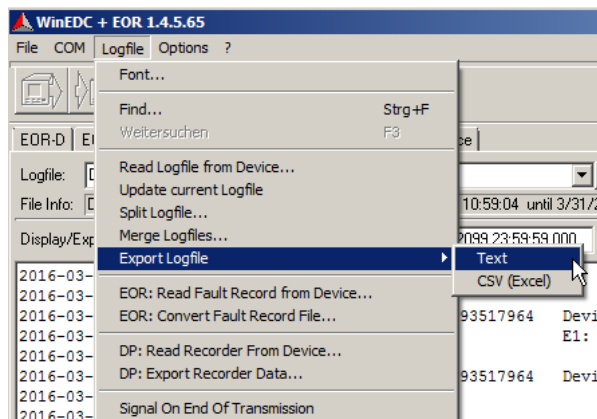 WinEDC + EOR 1.4.5.65
File COM Logfile Options ?
Font...
Find... Strg+F
Weitersuchen F3
EOR-D
Read Logfile from Device...
Logfile:
Update current Logfile
File Info: 10:59:04 until 3/31/2
Split Logfile...
Display/Exp 2099 23:59:59.000
Merge Logfiles...
Export Logfile Text
CSV (Excel)
2016-03-
2016-03-
EOR: Read Fault Record from Device...
2016-03- 93517964 Devi
EOR: Convert Fault Record File...
2016-03- E1:
2016-03-
DP: Read Recorder From Device...
2016-03-
DP: Export Recorder Data... 93517964 Devi
2016-03-
Signal On End Of Transmission
2016-03-